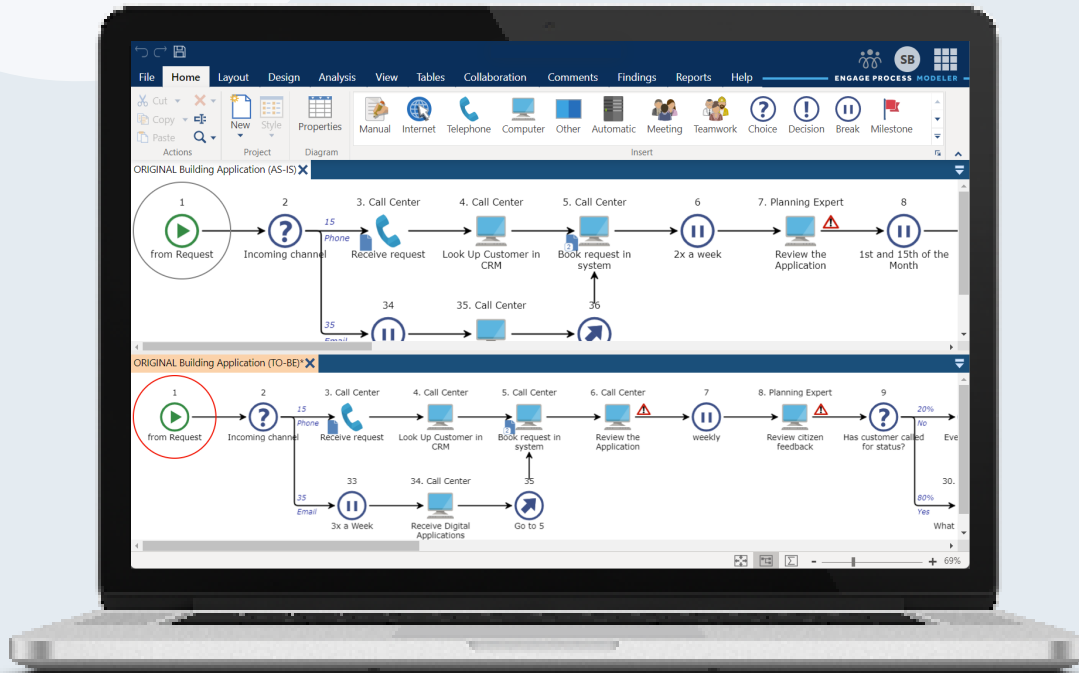 SB
File Home Layout Design Analysis View Tables Collaboration Comments Findings Reports Help
ENGAGE PROCESS MODELER
Cut
Copy
Paste
New Style Properties
Manual Internet Telephone Computer Other Automatic Meeting Teamwork Choice Decision Break Milestone
Actions Project Diagram Insert
ORIGINAL Building Application (AS-IS)
1 2 3. Call Center 4. Call Center 5. Call Center 6 7. Planning Expert 8
15
Phone
2
from Request Incoming channel Receive request Look Up Customer in CRM Book request in system 2x a week Review the Application 1st and 15th of the Month
34 35. Call Center 36
35
Email
ORIGINAL Building Application (TO-BE)*
1 2 3. Call Center 4. Call Center 5. Call Center 6. Call Center 7 8. Planning Expert 9
15
Phone
20%
No
from Request Incoming channel Receive request Look Up Customer in CRM Book request in system Review the Application weekly Review citizen feedback Has customer called for status? Eve
33 34. Call Center 35 30.
35
Email
80%
Yes
3x a Week Receive Digital Applications Go to 5 What
69%